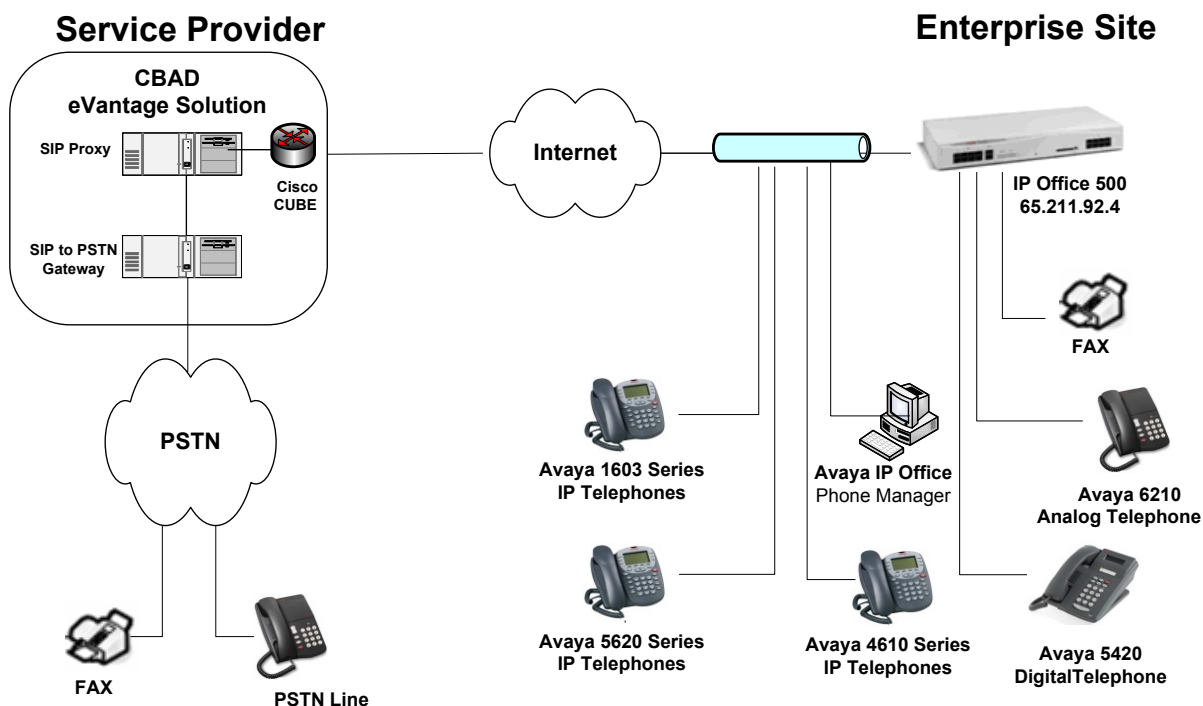 Service Provider
Enterprise Site
CBAD
eVantage Solution
SIP Proxy
Cisco
CUBE
SIP to PSTN
Gateway
Internet
IP Office 500
65.211.92.4
FAX
PSTN
Avaya 1603 Series
IP Telephones
Avaya IP Office
Phone Manager
Avaya 6210
Analog Telephone
Avaya 5620 Series
IP Telephones
Avaya 4610 Series
IP Telephones
Avaya 5420
DigitalTelephone
FAX
PSTN Line